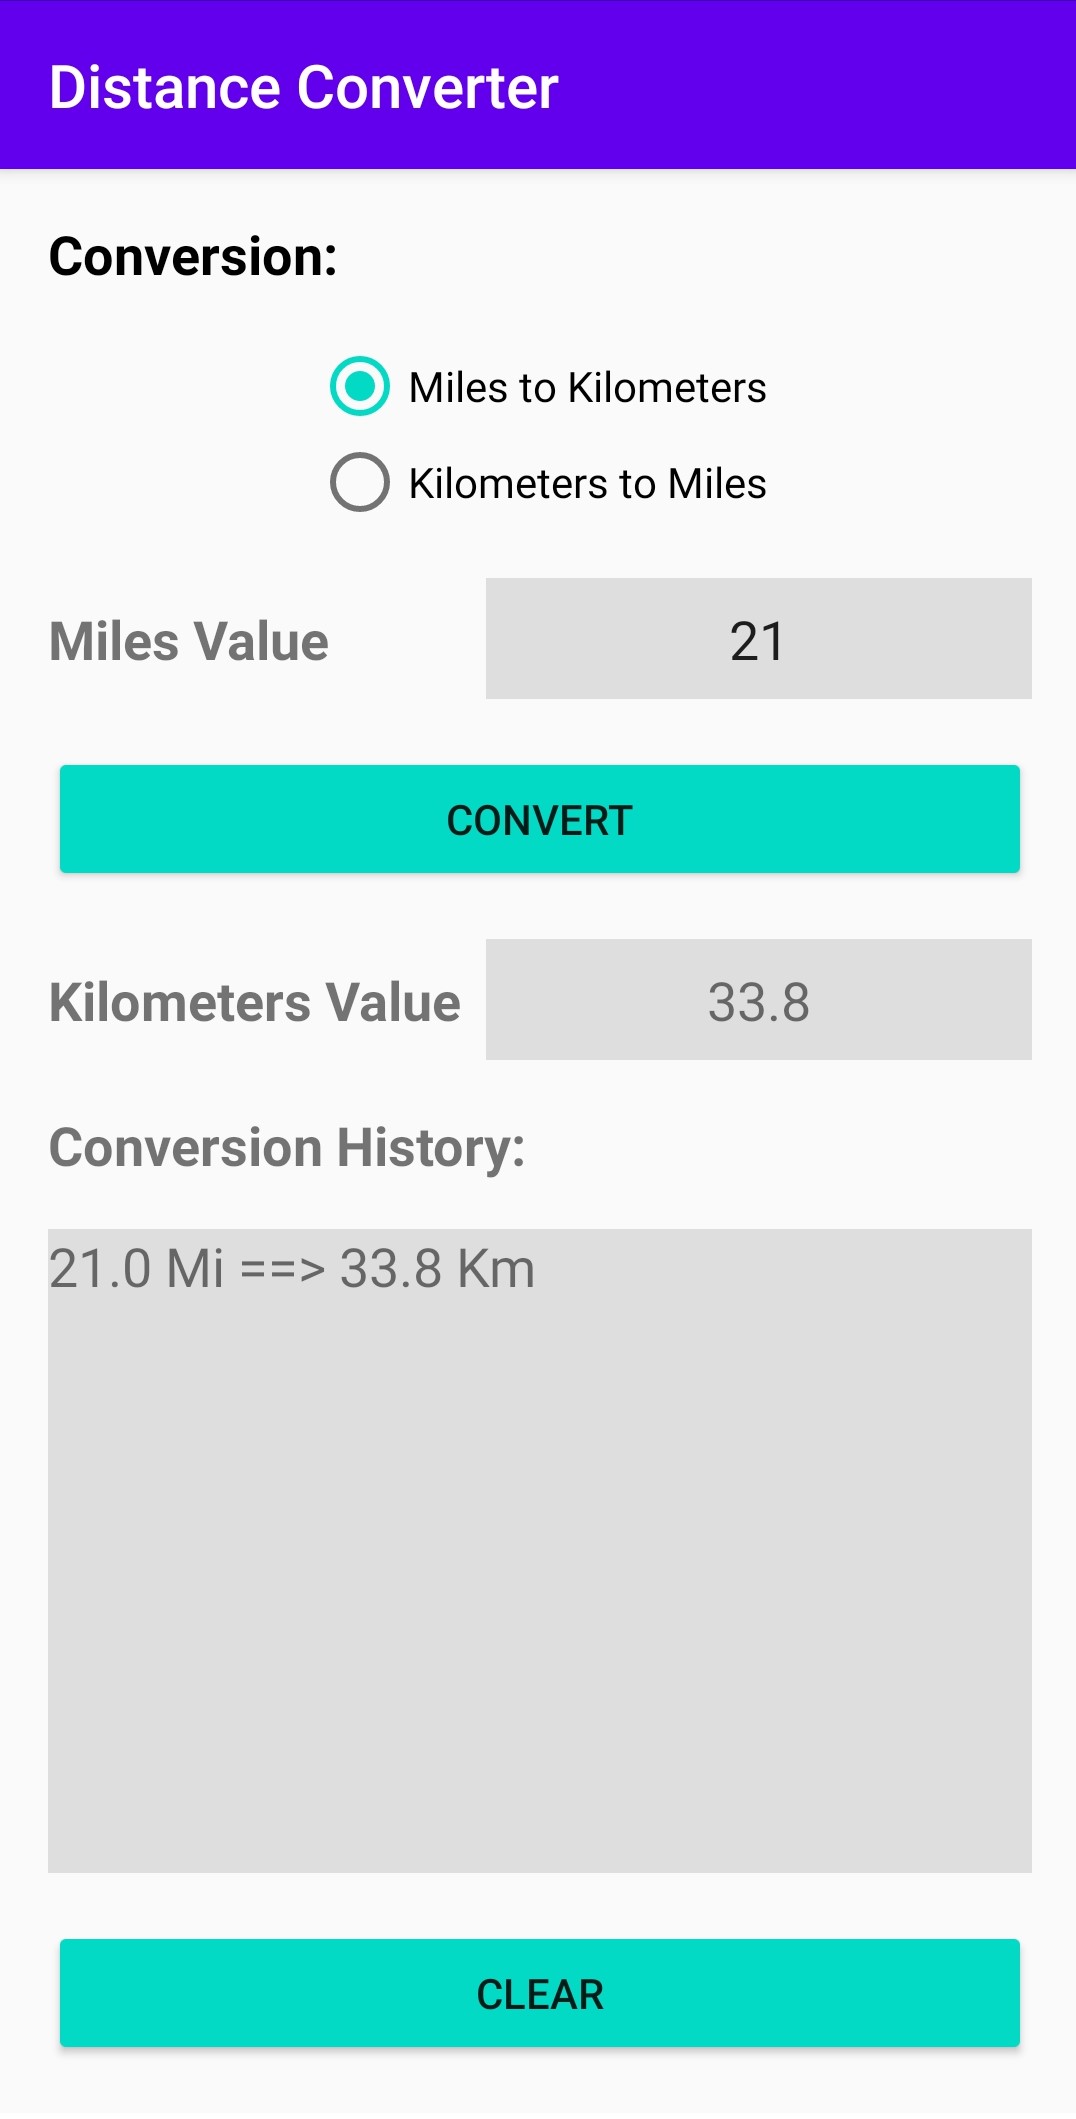 Distance Converter
Conversion:
Miles to Kilometers
Kilometers to Miles
Miles Value 21
CONVERT
Kilometers Value 33.8
Conversion History:
21.0 Mi ==> 33.8 Km
CLEAR